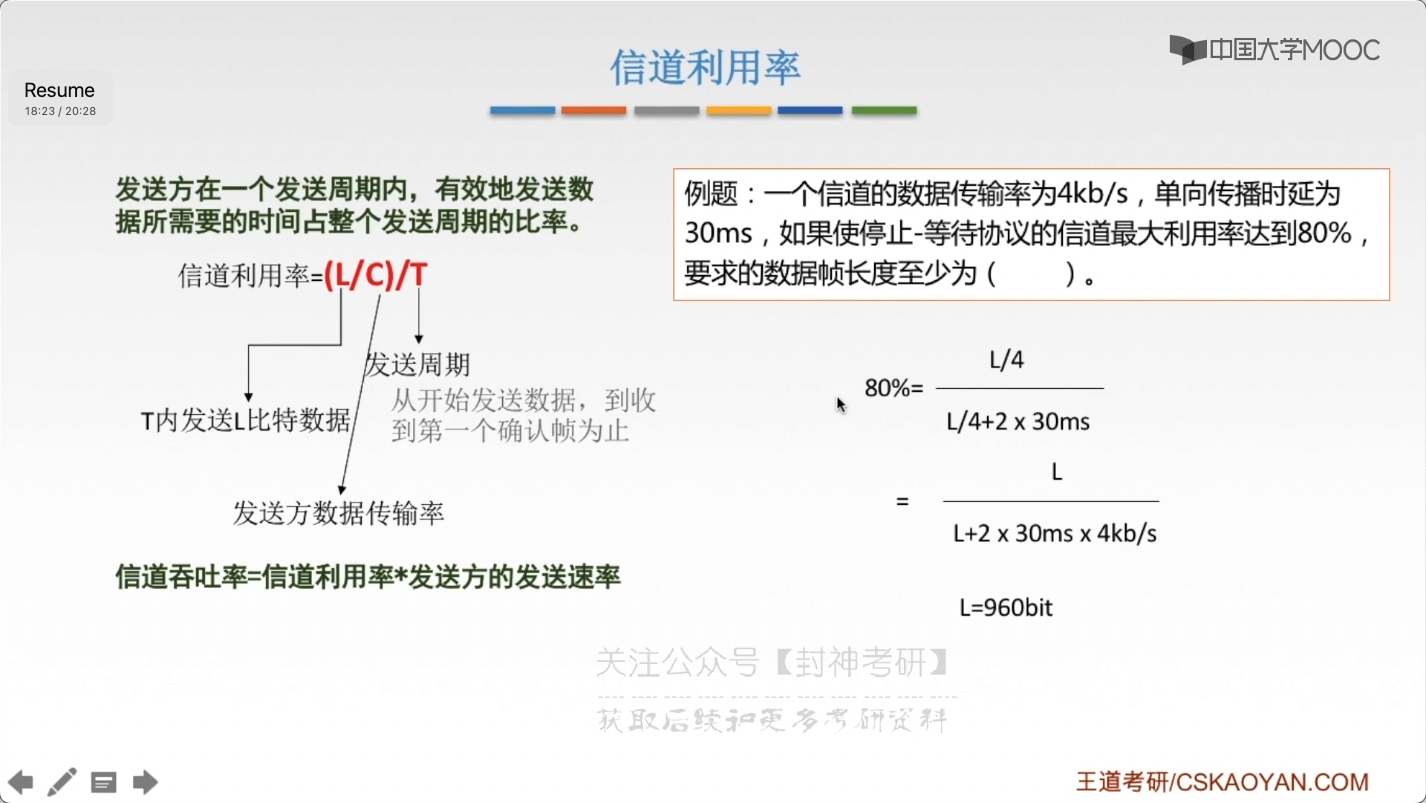 中国大学MOOC
信道利用率
Resume
18:23 / 20:28
发送方在一个发送周期内，有效地发送数
据所需要的时间占整个发送周期的比率。
信道利用率=(L/C)/T
发送周期
从开始发送数据，到收
到第一个确认帧为止
T内发送L比特数据
发送方数据传输率
信道吞吐率=信道利用率*发送方的发送速率
例题：一个信道的数据传输率为4kb/s，单向传播时延为
30ms，如果使停止-等待协议的信道最大利用率达到80%，
要求的数据帧长度至少为（　　）。
L/4
80%=
L/4+2 x 30ms
L
=
L+2 x 30ms x 4kb/s
L=960bit
关注公众号【封神考研】
获取后续和更多考研资料
王道考研/CSKAOYAN.COM